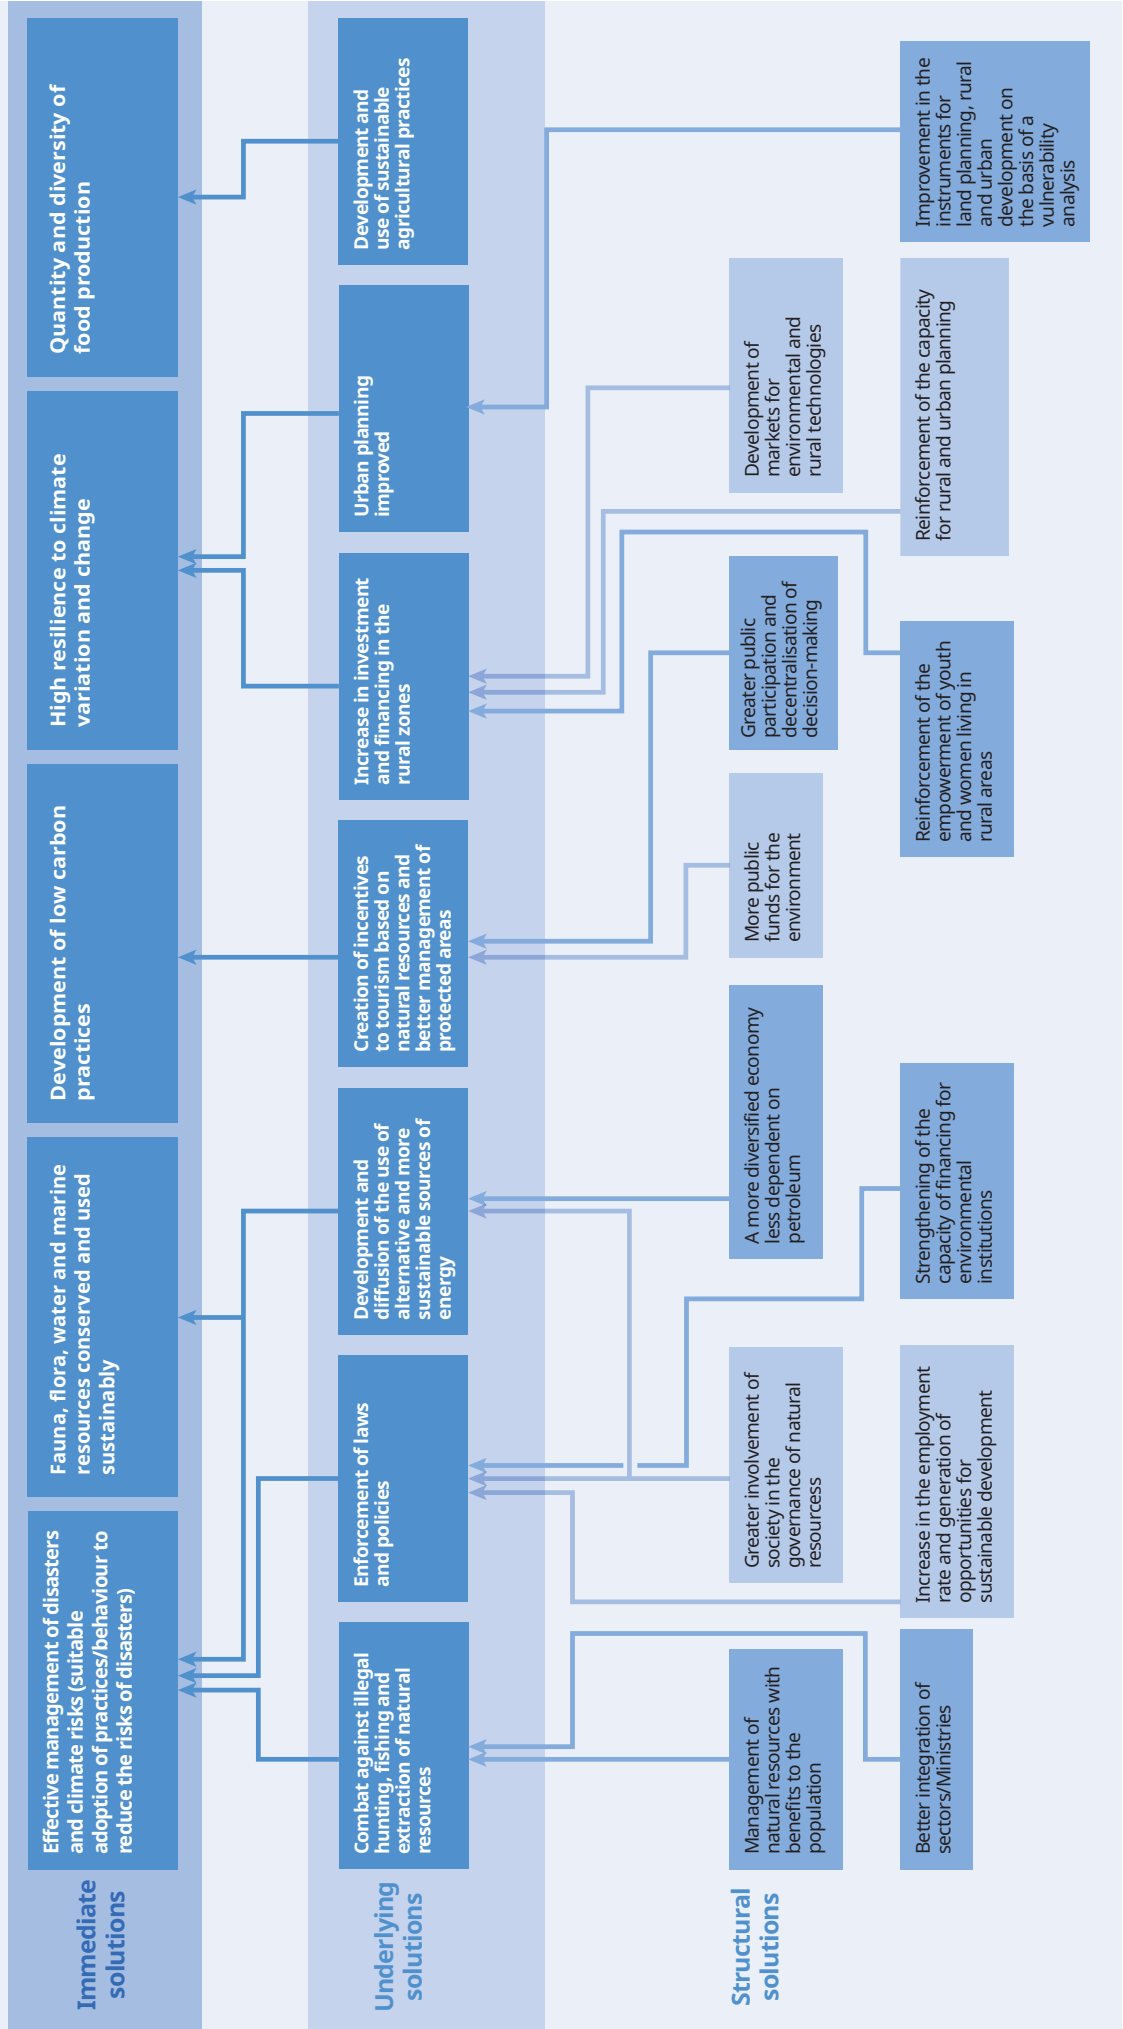 Immediate
solutions
Effective management of disasters
and climate risks (suitable
adoption of practices/behaviour to
reduce the risks of disasters)
Fauna, flora, water and marine
resources conserved and used
sustainably
Development of low carbon
practices
High resilience to climate
variation and change
Quantity and diversity of
food production
Underlying
solutions
Combat against illegal
hunting, fishing and
extraction of natural
resources
Enforcement of laws
and policies
Development and
diffusion of the use of
alternative and more
sustainable sources of
energy
Creation of incentives
to tourism based on
natural resources and
better management of
protected areas
Increase in investment
and financing in the
rural zones
Urban planning
improved
Development and
use of sustainable
agricultural practices
Structural
solutions
Management of
natural resources with
benefits to the
population
Greater involvement of
society in the
governance of natural
resourcess
A more diversified economy
less dependent on
petroleum
More public
funds for the
environment
Greater public
participation and
decentralisation of
decision-making
Development of
markets for
environmental and
rural technologies
Better integration of
sectors/Ministries
Increase in the employment
rate and generation of
opportunities for
sustainable development
Strengthening of the
capacity of financing for
environmental
institutions
Reinforcement of the
empowerment of youth
and women living in
rural areas
Reinforcement of the capacity
for rural and urban planning
Improvement in the
instruments for
land planning, rural
and urban
development on
the basis of a
vulnerability
analysis